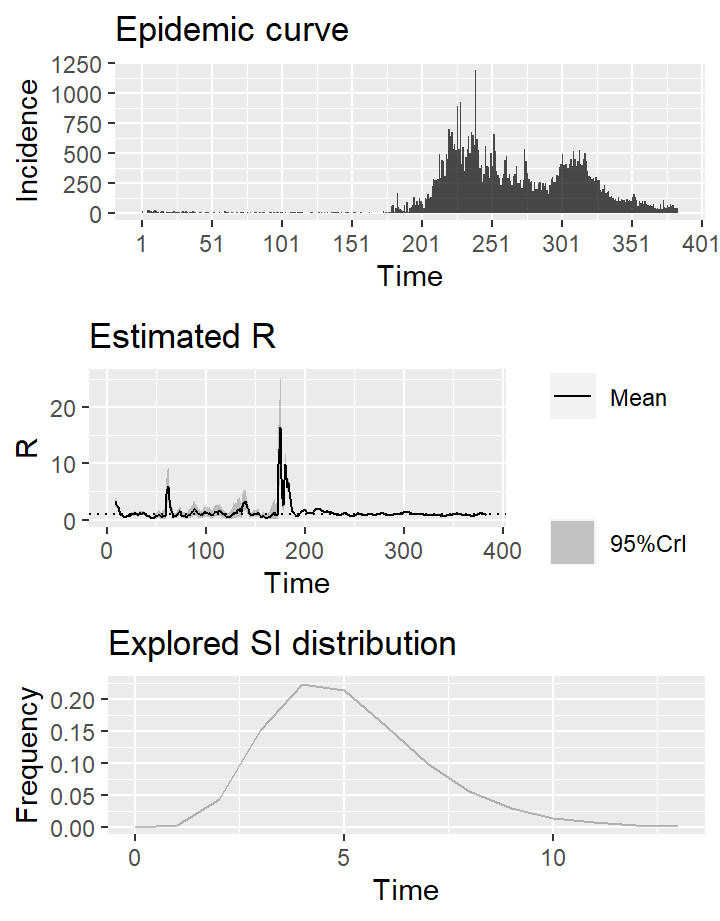 Epidemic curve
1250
1000
750
500
250
0
Incidence
1 51 101 151 201 251 301 351 401
Time
Estimated R
20
10
0
R
0 100 200 300 400
Time
Mean
95%CrI
Explored SI distribution
0.20
0.15
0.10
0.05
0.00
Frequency
0 5 10
Time